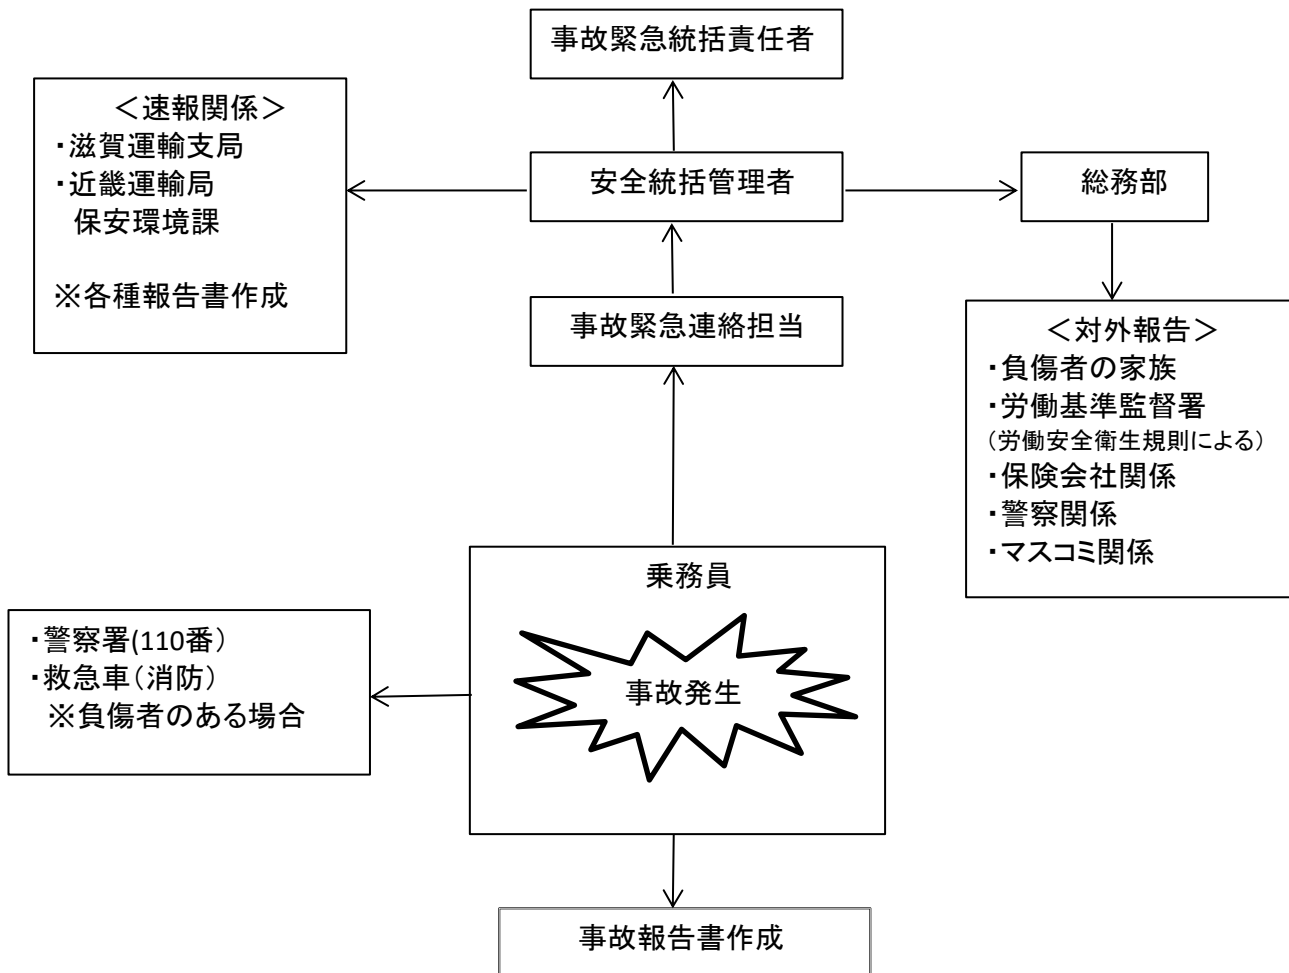 事故緊急統括責任者
＜速報関係＞
・滋賀運輸支局
・近畿運輸局
保安環境課
※各種報告書作成
安全統括管理者
総務部
事故緊急連絡担当
＜対外報告＞
・負傷者の家族
・労働基準監督署
（労働安全衛生規則による）
・保険会社関係
・警察関係
・マスコミ関係
乗務員
事故発生
・警察署(110番）
・救急車（消防）
※負傷者のある場合
事故報告書作成